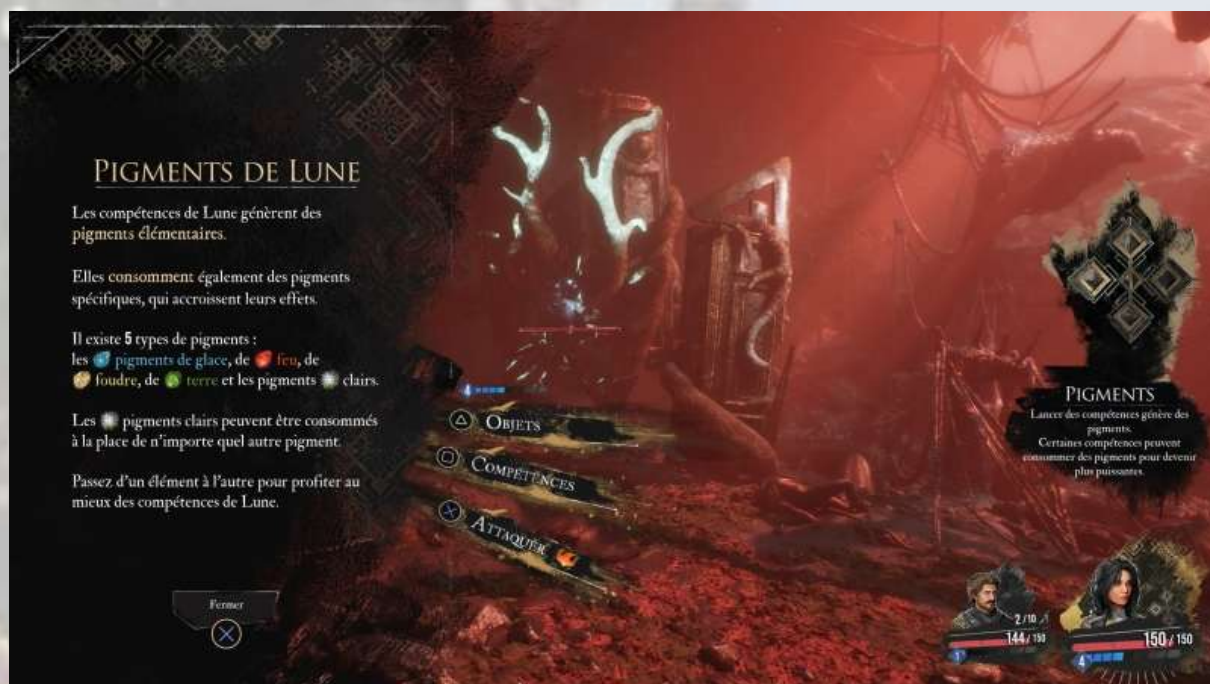 PIGMENTS DE LUNE
Les compétences de Lune génèrent des
pigments élémentaires.
Elles consomment également des pigments
spécifiques, qui accroissent leurs effets.
Il existe 5 types de pigments :
les pigments de glace, de feu, de
foudre, de terre et les pigments clairs.
Les pigments clairs peuvent être consommés
à la place de n'importe quel autre pigment.
Passez d'un élément à l'autre pour profiter au
mieux des compétences de Lune.
Fermer
4
OBJETS
COMPÉTENCES
ATTAQUER
PIGMENTS
Lancer des compétences génère des
pigments.
Certaines compétences peuvent
consommer des pigments pour devenir
plus puissantes.
2/10
144/150
1
150/150
4